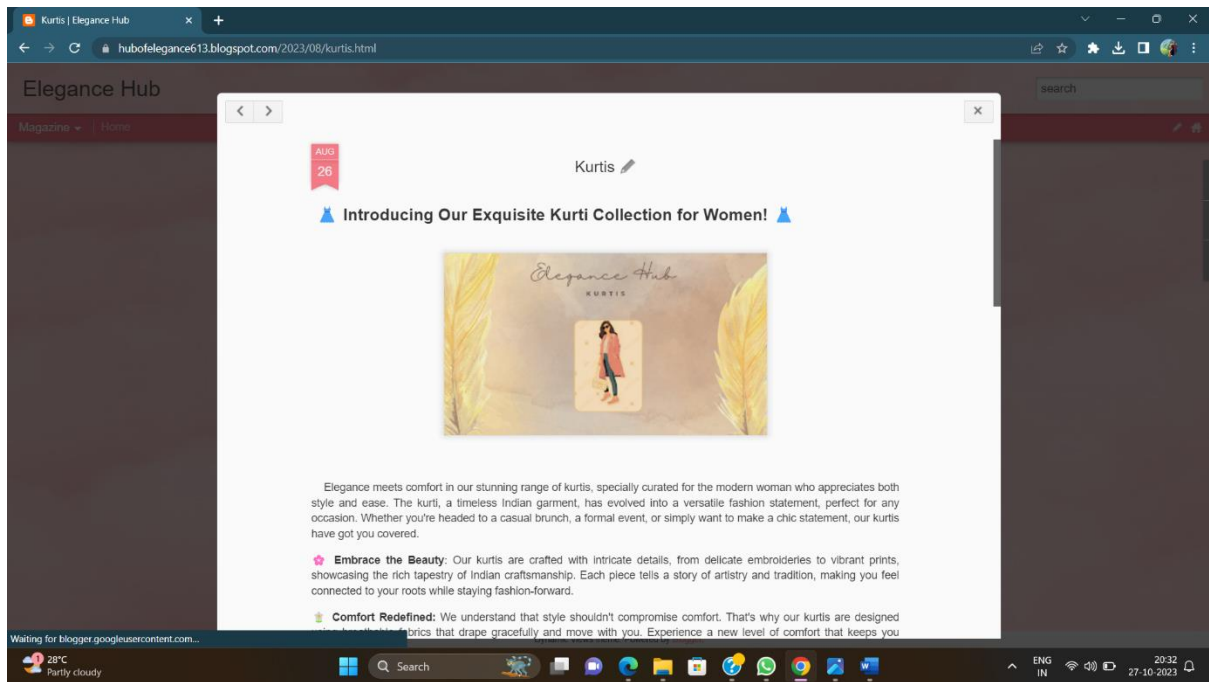 Kurtis | Elegance Hub
hubofelegance613.blogspot.com/2023/08/kurtis.html
Elegance Hub
search
Magazine
Home
AUG
26
Kurtis
Introducing Our Exquisite Kurti Collection for Women!
Elegance Hub
KURTIS
Elegance meets comfort in our stunning range of kurtis, specially curated for the modern woman who appreciates both
style and ease. The kurti, a timeless Indian garment, has evolved into a versatile fashion statement, perfect for any
occasion. Whether you're headed to a casual brunch, a formal event, or simply want to make a chic statement, our kurtis
have got you covered.
Embrace the Beauty: Our kurtis are crafted with intricate details, from delicate embroideries to vibrant prints,
showcasing the rich tapestry of Indian craftsmanship. Each piece tells a story of artistry and tradition, making you feel
connected to your roots while staying fashion-forward.
Comfort Redefined: We understand that style shouldn't compromise comfort. That's why our kurtis are designed
using breathable fabrics that drape gracefully and move with you. Experience a new level of comfort that keeps you
Waiting for blogger.googleusercontent.com...
1
28°C
Partly cloudy
Search
ENG
IN
20:32
27-10-2023